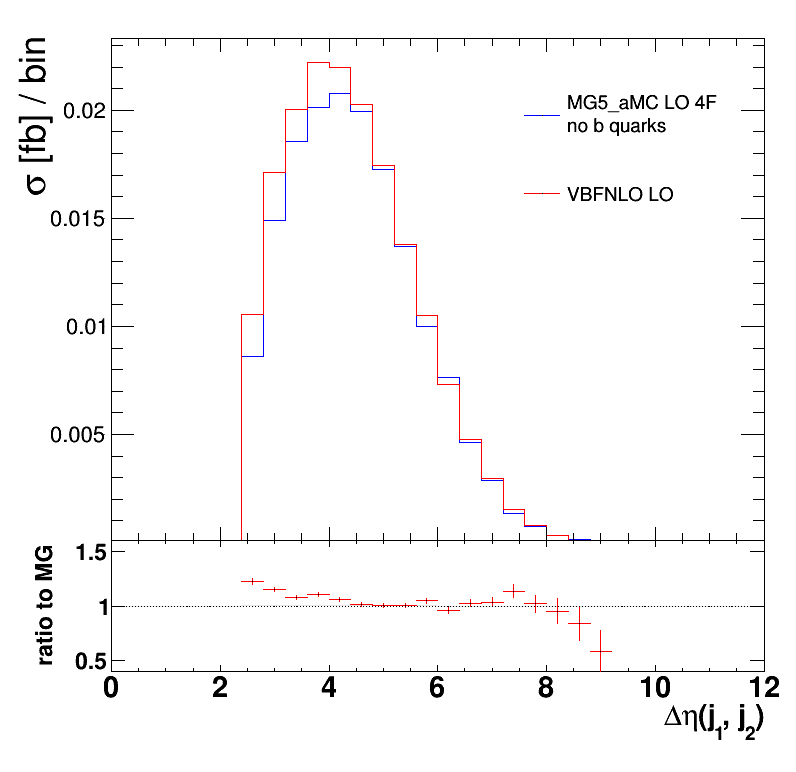 σ [fb] / bin
0.02
0.015
0.01
0.005
MG5_aMC LO 4F
no b quarks
VBFNLO LO
ratio to MG
1.5
1
0.5
0 2 4 6 8 10 12
Δη(j1, j2)